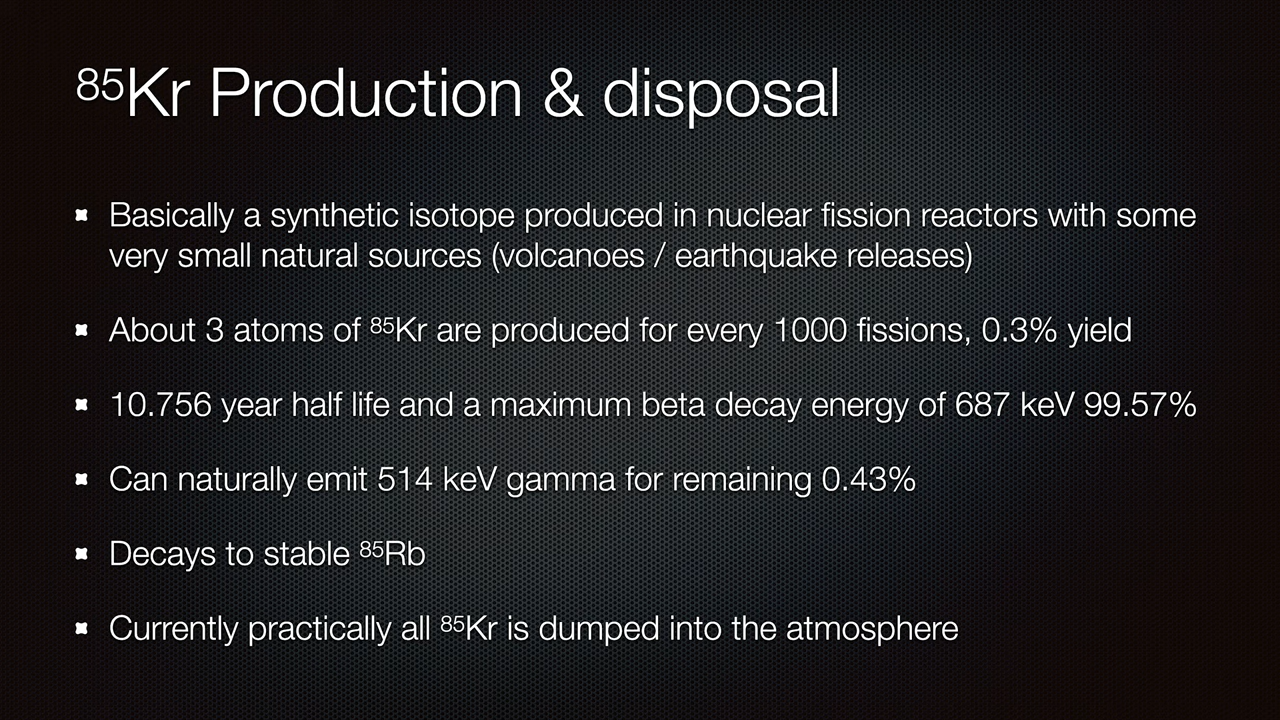 ⁸⁵Kr Production & disposal
Basically a synthetic isotope produced in nuclear fission reactors with some
very small natural sources (volcanoes / earthquake releases)
About 3 atoms of ⁸⁵Kr are produced for every 1000 fissions, 0.3% yield
10.756 year half life and a maximum beta decay energy of 687 keV 99.57%
Can naturally emit 514 keV gamma for remaining 0.43%
Decays to stable ⁸⁵Rb
Currently practically all ⁸⁵Kr is dumped into the atmosphere